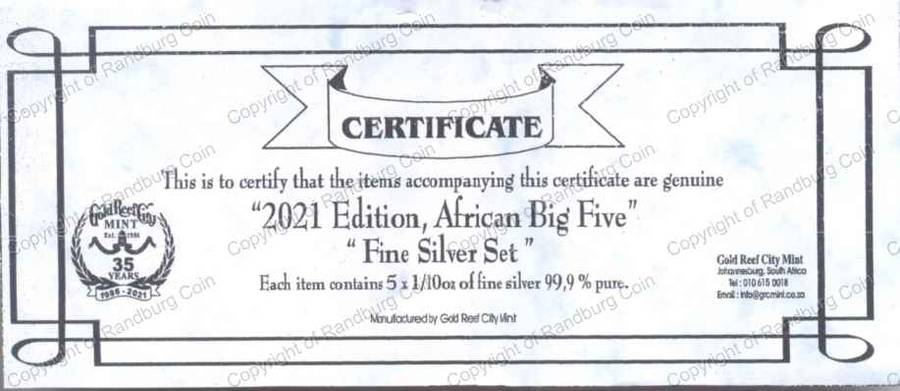 CERTIFICATE
This is to certify that the items accompanying this certificate are genuine
“2021 Edition, African Big Five”
“ Fine Silver Set ”
Each item contains 5 x 1/10oz of fine silver 99,9 % pure.
Manufactured by Gold Reef City Mint
Gold Reef City
MINT
Est. 1986
35
YEARS
1986 - 2021
Gold Reef City Mint
Johannesburg, South Africa
Tel : 010 615 0018
Email : info@grcmint.co.za
Copyright of Randburg Coin